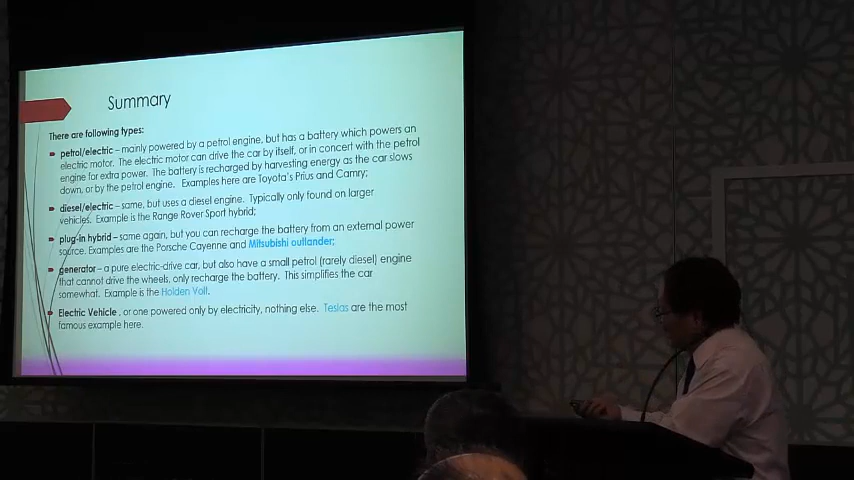 Summary
There are following types:
petrol/electric – mainly powered by a petrol engine, but has a battery which powers an
electric motor. The electric motor can drive the car by itself, or in concert with the petrol
engine for extra power. The battery is recharged by harvesting energy as the car slows
down, or by the petrol engine. Examples here are Toyota's Prius and Camry;
diesel/electric – same, but uses a diesel engine. Typically only found on larger
vehicles. Example is the Range Rover Sport hybrid;
plug-in hybrid – same again, but you can recharge the battery from an external power
source. Examples are the Porsche Cayenne and Mitsubishi outlander;
generator – a pure electric-drive car, but also have a small petrol (rarely diesel) engine
that cannot drive the wheels, only recharge the battery. This simplifies the car
somewhat. Example is the Holden Volt.
Electric Vehicle , or one powered only by electricity, nothing else. Teslas are the most
famous example here.